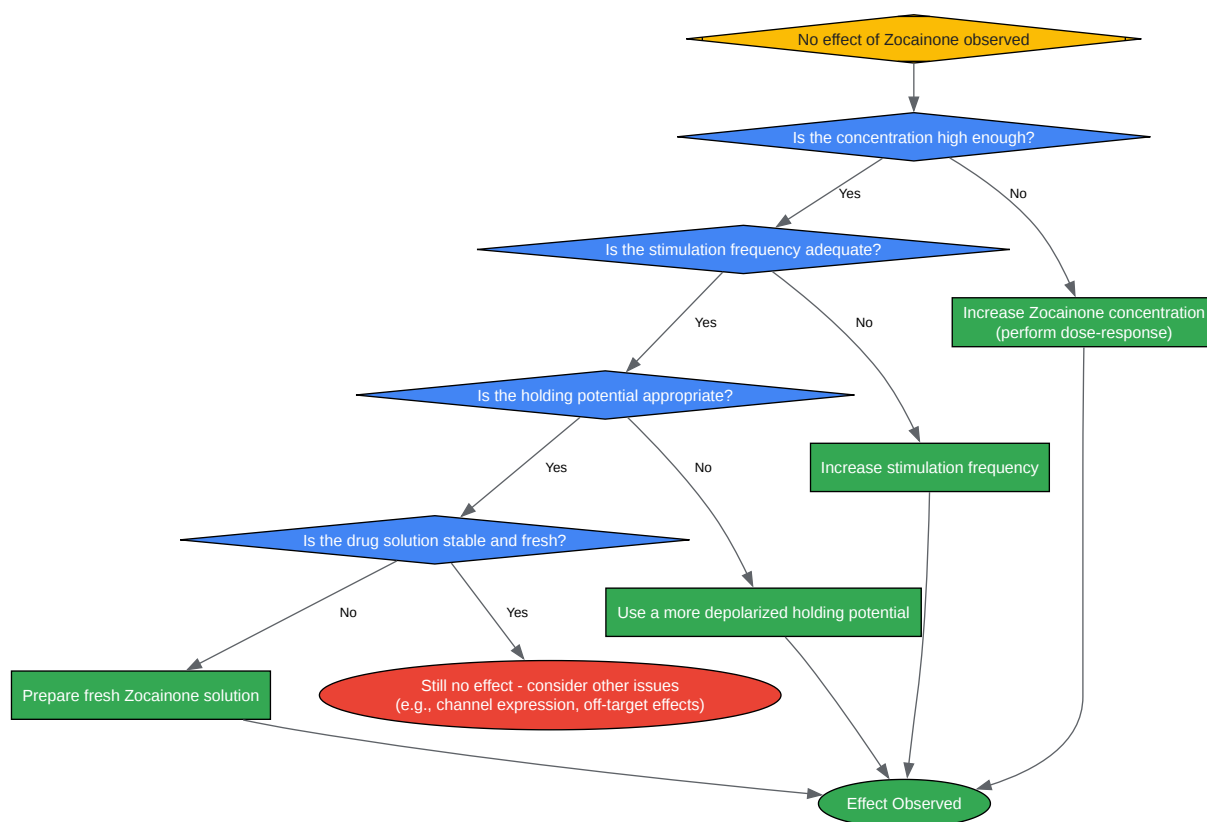 No effect of Zocainone observed
Is the concentration high enough?
Yes
No
Is the stimulation frequency adequate?
Increase Zocainone concentration
(perform dose-response)
Yes
No
Is the holding potential appropriate?
Increase stimulation frequency
Yes
No
Is the drug solution stable and fresh?
Use a more depolarized holding potential
No
Yes
Prepare fresh Zocainone solution
Still no effect - consider other issues
(e.g., channel expression, off-target effects)
Effect Observed